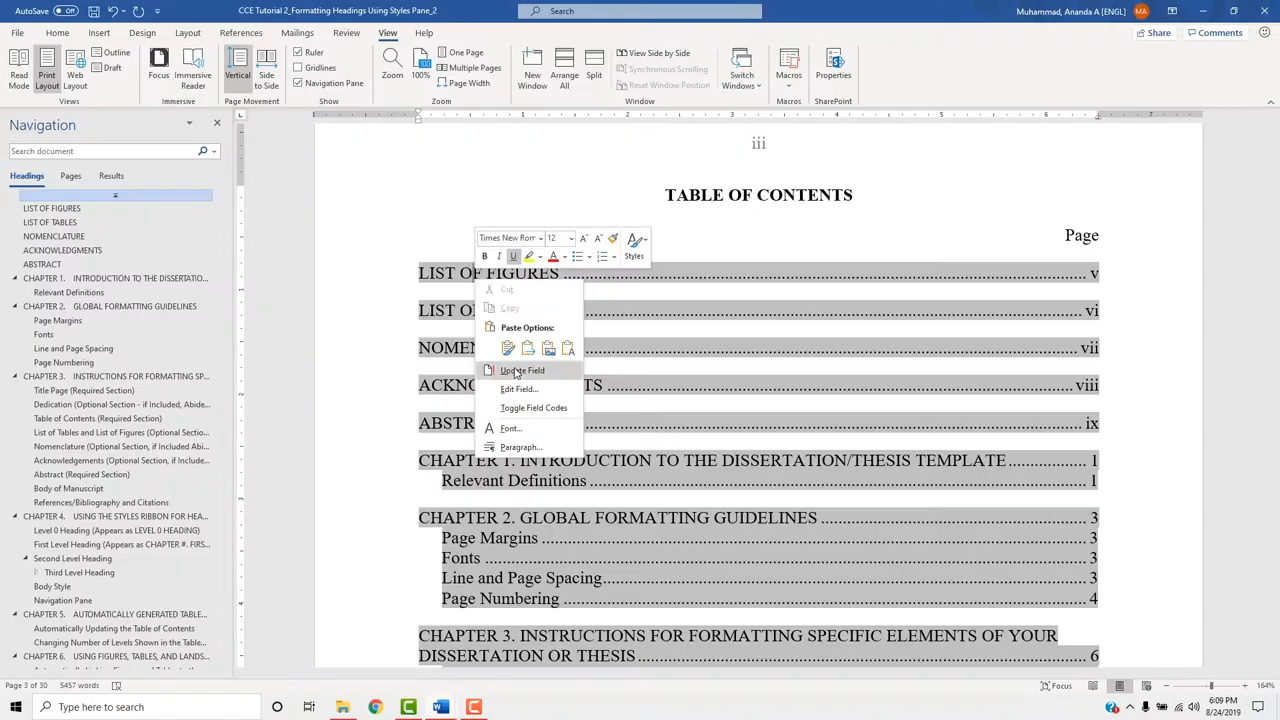 AutoSave Off CCE Tutorial 2_Formatting Headings Using Styles Pane_2 Search Muhammad, Ananda A [ENGL] MA
File Home Insert Design Layout References Mailings Review View Help Share Comments
Read Mode Print Layout Web Layout Outline Draft
Views
Focus Immersive Reader
Immersive
Vertical Side to Side
Page Movement
Ruler
Gridlines
Navigation Pane
Show
Zoom 100% One Page Multiple Pages Page Width
Zoom
New Window Arrange All Split View Side by Side Synchronous Scrolling Reset Window Position Switch Windows
Window
Macros
Macros
Properties
SharePoint
Navigation
Search document
Headings Pages Results
LIST OF FIGURES
LIST OF TABLES
NOMENCLATURE
ACKNOWLEDGMENTS
ABSTRACT
CHAPTER 1. INTRODUCTION TO THE DISSERTATIO...
Relevant Definitions
CHAPTER 2. GLOBAL FORMATTING GUIDELINES
Page Margins
Fonts
Line and Page Spacing
Page Numbering
CHAPTER 3. INSTRUCTIONS FOR FORMATTING SP...
Title Page (Required Section)
Dedication (Optional Section - if Included, Abide...
Table of Contents (Required Section)
List of Tables and List of Figures (Optional Sectio...
Nomenclature (Optional Section, if Included Abi...
Acknowledgements (Optional Section, if Include...
Abstract (Required Section)
Body of Manuscript
References/Bibliography and Citations
CHAPTER 4. USING THE STYLES RIBBON FOR HEA...
Level 0 Heading (Appears as LEVEL 0 HEADING)
First Level Heading (Appears as CHAPTER #. FIRS...
Second Level Heading
Third Level Heading
Body Style
Navigation Pane
CHAPTER 5. AUTOMATICALLY GENERATED TABLE...
Automatically Updating the Table of Contents
Changing Number of Levels Shown in the Table...
CHAPTER 6. USING FIGURES, TABLES, AND LANDS...
iii
TABLE OF CONTENTS
Page
Times New Rom 12
Styles
LIST OF FIGURES .......... v
Cut
Copy
LIST O .......... vi
Paste Options:
NOMEN .......... vii
Update Field
ACKNO TS .......... viii
Edit Field...
Toggle Field Codes
ABSTR .......... ix
Font...
Paragraph...
CHAPTER 1. INTRODUCTION TO THE DISSERTATION/THESIS TEMPLATE .......... 1
Relevant Definitions .......... 1
CHAPTER 2. GLOBAL FORMATTING GUIDELINES .......... 3
Page Margins .......... 3
Fonts .......... 3
Line and Page Spacing .......... 3
Page Numbering .......... 4
CHAPTER 3. INSTRUCTIONS FOR FORMATTING SPECIFIC ELEMENTS OF YOUR
DISSERTATION OR THESIS .......... 6
Page 3 of 30 5457 words Focus 164%
Type here to search
6:09 PM
8/24/2019